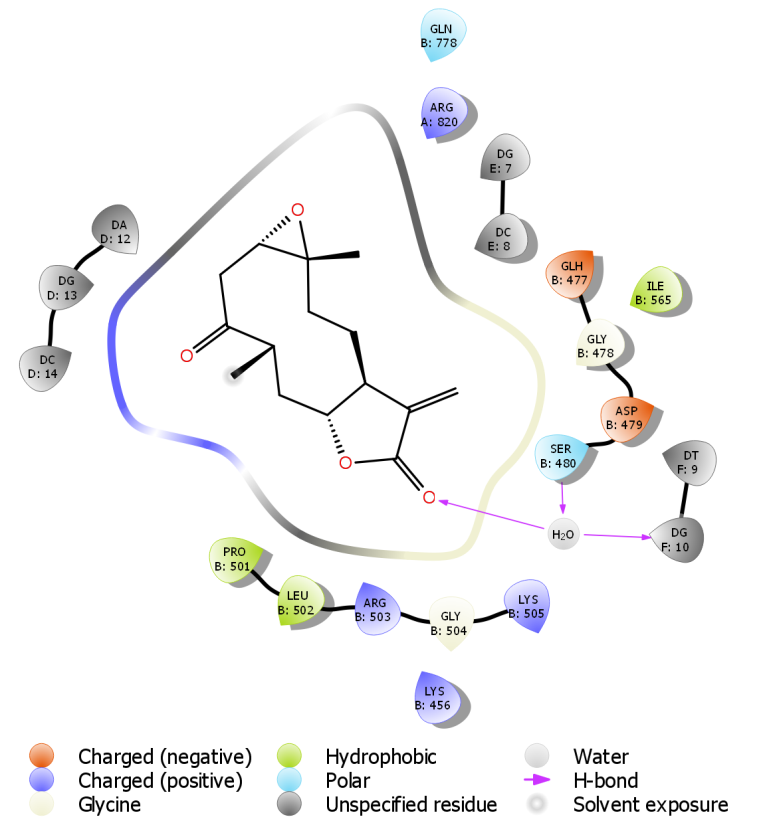 GLN
B: 778
ARG
A: 820
DG
E: 7
DC
E: 8
DA
D: 12
DG
D: 13
DC
D: 14
GLH
B: 477
ILE
B: 565
GLY
B: 478
ASP
B: 479
SER
B: 480
DT
F: 9
DG
F: 10
H₂O
O
O
O
O
PRO
B: 501
LEU
B: 502
ARG
B: 503
GLY
B: 504
LYS
B: 505
LYS
B: 456
Charged (negative)
Charged (positive)
Glycine
Hydrophobic
Polar
Unspecified residue
Water
H-bond
Solvent exposure